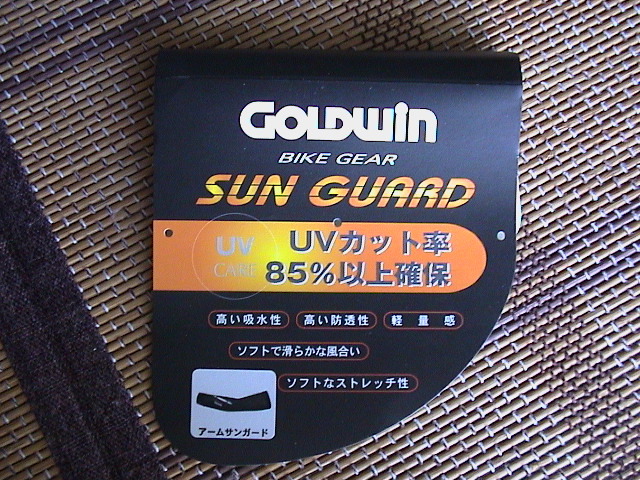 GOLDWIN
BIKE GEAR
SUN GUARD
UV CARE
UVカット率
85%以上確保
高い吸水性 高い防透性 軽量感
ソフトで滑らかな風合い
ソフトなストレッチ性
アームサンガード